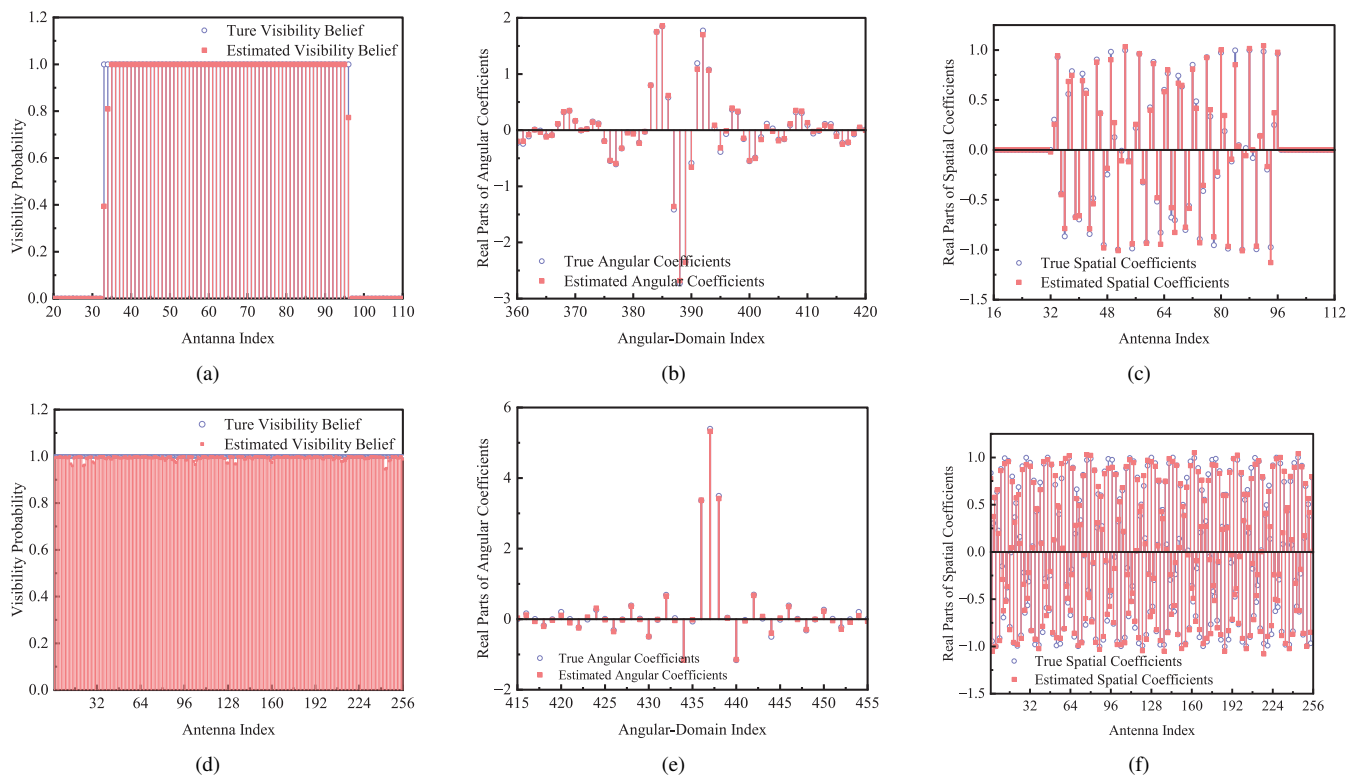 1.2
1.0
0.8
0.6
0.4
0.2
0.0
Visibility Probability
Ture Visibility Belief
Estimated Visibility Belief
20 30 40 50 60 70 80 90 100 110
Antanna Index
(a)
2
1
0
−1
−2
−3
Real Parts of Angular Coefficients
True Angular Coefficients
Estimated Angular Coefficients
360 370 380 390 400 410 420
Angular-Domain Index
(b)
1.0
0.5
0.0
−0.5
−1.0
−1.5
Real Parts of Spatial Coefficients
True Spatial Coefficients
Estimated Spatial Coefficients
16 32 48 64 80 96 112
Antenna Index
(c)
1.2
1.0
0.8
0.6
0.4
0.2
0.0
Visibility Probability
Ture Visibility Belief
Estimated Visibility Belief
32 64 96 128 160 192 224 256
Antenna Index
(d)
6
4
2
0
−2
Real Parts of Angular Coefficients
True Angular Coefficients
Estimated Angular Coefficients
415 420 425 430 435 440 445 450 455
Angular-Domain Index
(e)
1.0
0.5
0.0
−0.5
−1.0
−1.5
Real Parts of Spatial Coefficients
True Spatial Coefficients
Estimated Spatial Coefficients
32 64 96 128 160 192 224 256
Antenna Index
(f)